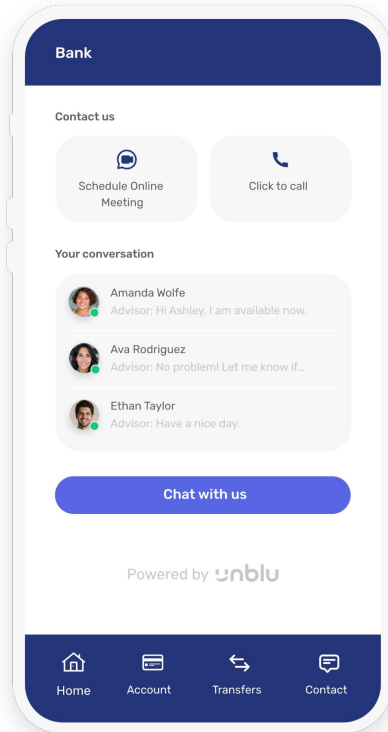 Bank
Contact us
Schedule Online
Meeting
Click to call
Your conversation
Amanda Wolfe
Advisor: Hi Ashley, I am available now.
Ava Rodriguez
Advisor: No problem! Let me know if...
Ethan Taylor
Advisor: Have a nice day.
Chat with us
Powered by unblu
Home
Account
Transfers
Contact